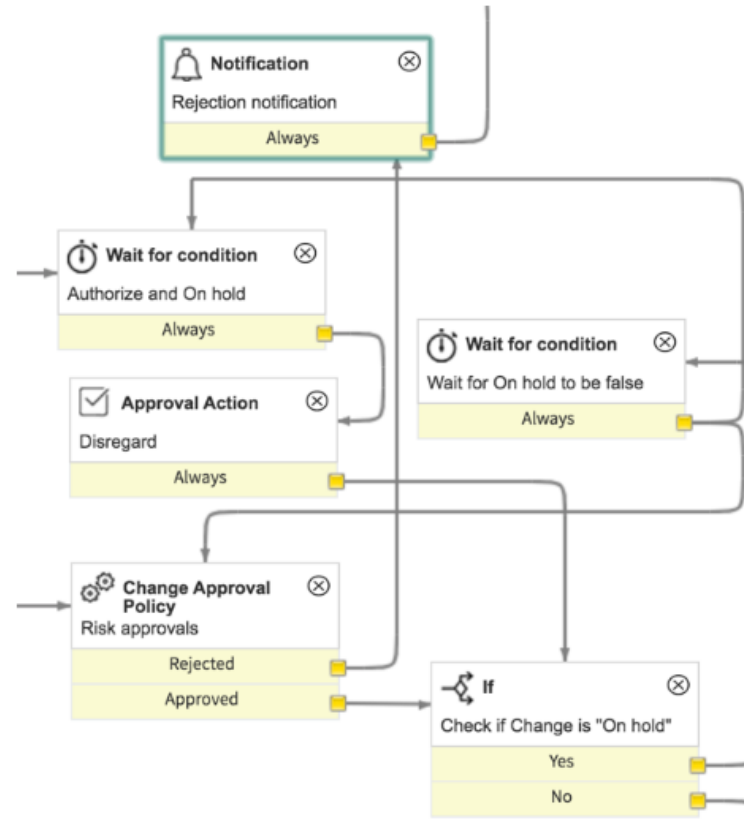 Notification
Rejection notification
Always
Wait for condition
Authorize and On hold
Always
Wait for condition
Wait for On hold to be false
Always
Approval Action
Disregard
Always
Change Approval
Policy
Risk approvals
Rejected
Approved
If
Check if Change is "On hold"
Yes
No